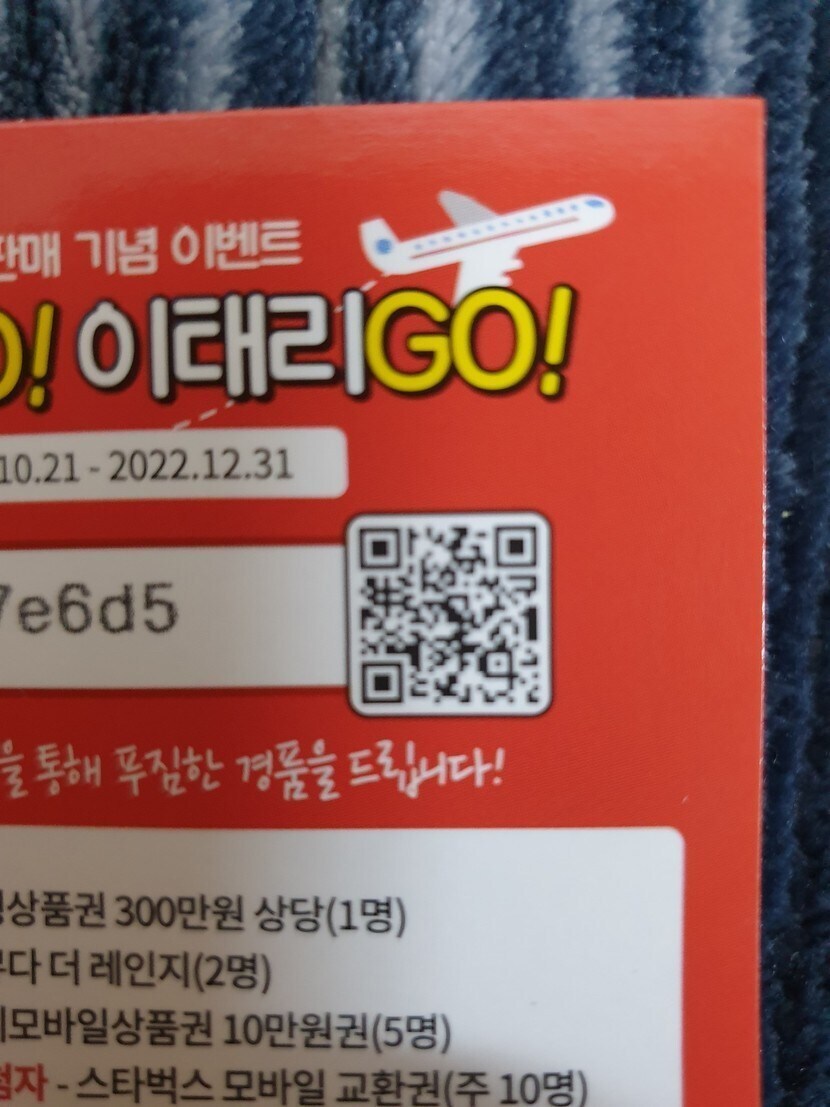 판매 기념 이벤트
O! 이태리GO!
10.21 - 2022.12.31
7e6d5
을 통해 푸짐한 경품을 드립니다!
상품권 300만원 상당(1명)
다 더 레인지(2명)
모바일상품권 10만원권(5명)
첨자 - 스타벅스 모바일 교환권(주 10명)